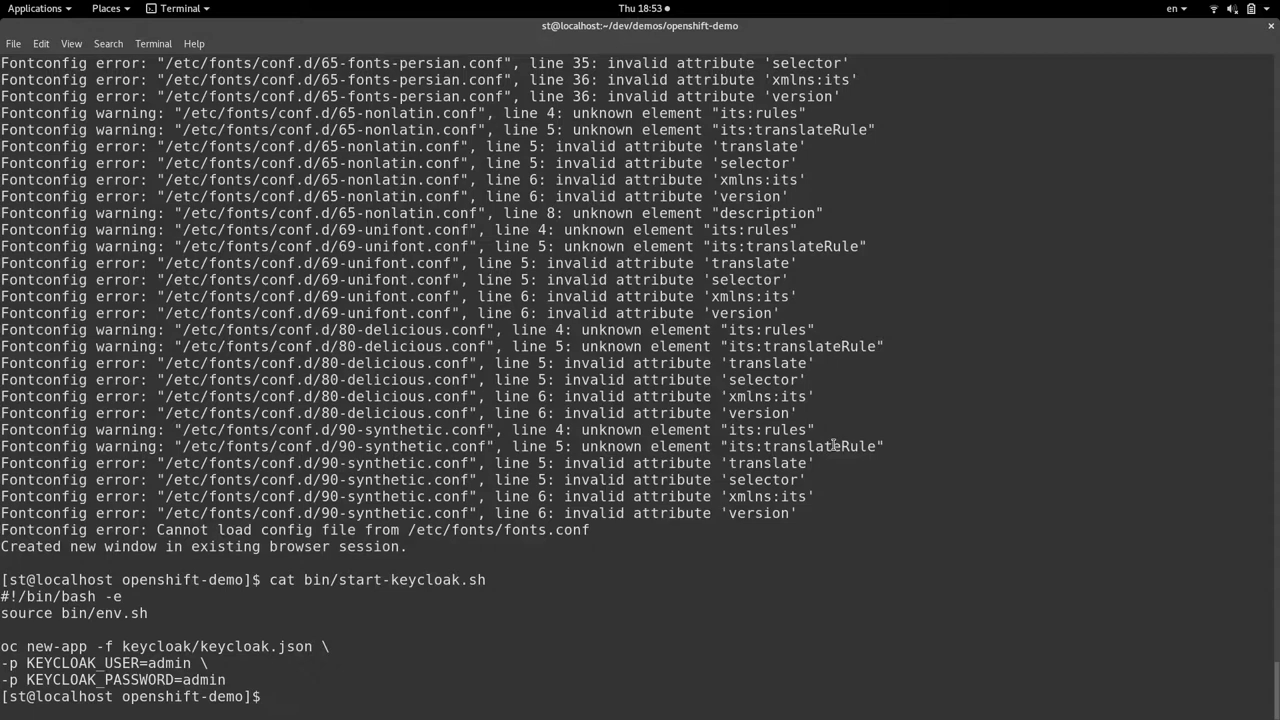 Applications
Places
Terminal
Thu 18:53
en
st@localhost:~/dev/demos/openshift-demo
File Edit View Search Terminal Help
Fontconfig error: "/etc/fonts/conf.d/65-fonts-persian.conf", line 35: invalid attribute 'selector'
Fontconfig error: "/etc/fonts/conf.d/65-fonts-persian.conf", line 36: invalid attribute 'xmlns:its'
Fontconfig error: "/etc/fonts/conf.d/65-fonts-persian.conf", line 36: invalid attribute 'version'
Fontconfig warning: "/etc/fonts/conf.d/65-nonlatin.conf", line 4: unknown element "its:rules"
Fontconfig warning: "/etc/fonts/conf.d/65-nonlatin.conf", line 5: unknown element "its:translateRule"
Fontconfig error: "/etc/fonts/conf.d/65-nonlatin.conf", line 5: invalid attribute 'translate'
Fontconfig error: "/etc/fonts/conf.d/65-nonlatin.conf", line 5: invalid attribute 'selector'
Fontconfig error: "/etc/fonts/conf.d/65-nonlatin.conf", line 6: invalid attribute 'xmlns:its'
Fontconfig error: "/etc/fonts/conf.d/65-nonlatin.conf", line 6: invalid attribute 'version'
Fontconfig warning: "/etc/fonts/conf.d/65-nonlatin.conf", line 8: unknown element "description"
Fontconfig warning: "/etc/fonts/conf.d/69-unifont.conf", line 4: unknown element "its:rules"
Fontconfig warning: "/etc/fonts/conf.d/69-unifont.conf", line 5: unknown element "its:translateRule"
Fontconfig error: "/etc/fonts/conf.d/69-unifont.conf", line 5: invalid attribute 'translate'
Fontconfig error: "/etc/fonts/conf.d/69-unifont.conf", line 5: invalid attribute 'selector'
Fontconfig error: "/etc/fonts/conf.d/69-unifont.conf", line 6: invalid attribute 'xmlns:its'
Fontconfig error: "/etc/fonts/conf.d/69-unifont.conf", line 6: invalid attribute 'version'
Fontconfig warning: "/etc/fonts/conf.d/80-delicious.conf", line 4: unknown element "its:rules"
Fontconfig warning: "/etc/fonts/conf.d/80-delicious.conf", line 5: unknown element "its:translateRule"
Fontconfig error: "/etc/fonts/conf.d/80-delicious.conf", line 5: invalid attribute 'translate'
Fontconfig error: "/etc/fonts/conf.d/80-delicious.conf", line 5: invalid attribute 'selector'
Fontconfig error: "/etc/fonts/conf.d/80-delicious.conf", line 6: invalid attribute 'xmlns:its'
Fontconfig error: "/etc/fonts/conf.d/80-delicious.conf", line 6: invalid attribute 'version'
Fontconfig warning: "/etc/fonts/conf.d/90-synthetic.conf", line 4: unknown element "its:rules"
Fontconfig warning: "/etc/fonts/conf.d/90-synthetic.conf", line 5: unknown element "its:translateRule"
Fontconfig error: "/etc/fonts/conf.d/90-synthetic.conf", line 5: invalid attribute 'translate'
Fontconfig error: "/etc/fonts/conf.d/90-synthetic.conf", line 5: invalid attribute 'selector'
Fontconfig error: "/etc/fonts/conf.d/90-synthetic.conf", line 6: invalid attribute 'xmlns:its'
Fontconfig error: "/etc/fonts/conf.d/90-synthetic.conf", line 6: invalid attribute 'version'
Fontconfig error: Cannot load config file from /etc/fonts/fonts.conf
Created new window in existing browser session.
[st@localhost openshift-demo]$ cat bin/start-keycloak.sh
#!/bin/bash -e
source bin/env.sh
oc new-app -f keycloak/keycloak.json \
-p KEYCLOAK_USER=admin \
-p KEYCLOAK_PASSWORD=admin
[st@localhost openshift-demo]$